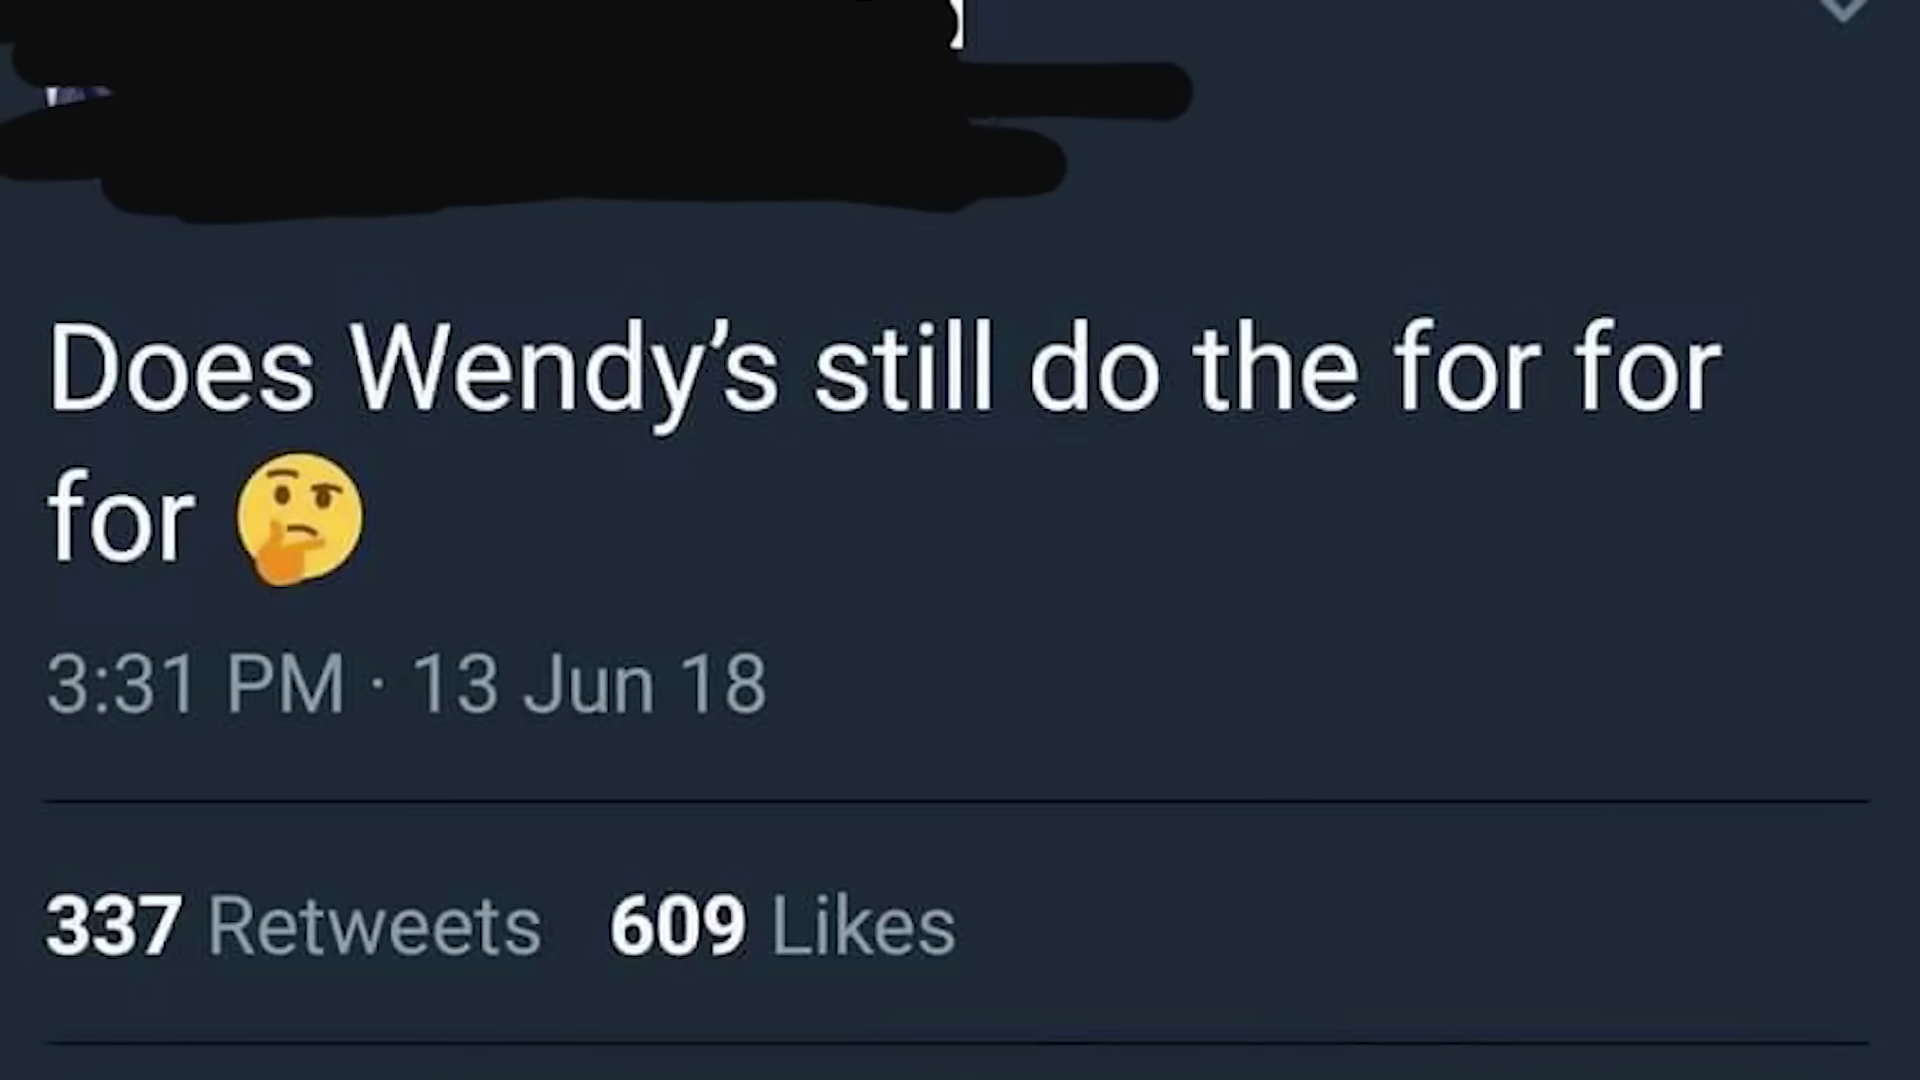 Does Wendy’s still do the for for
for 🤔
3:31 PM · 13 Jun 18
337 Retweets 609 Likes